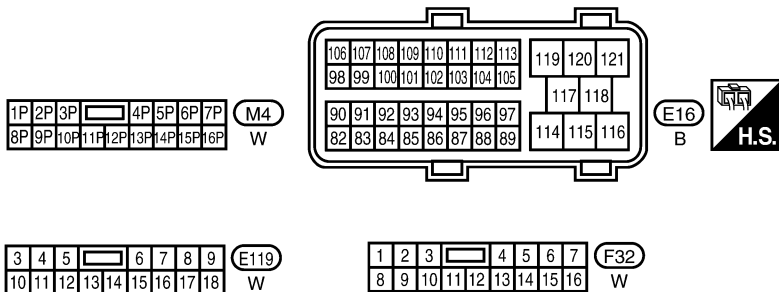 106 107 108 109 110 111 112 113 119 120 121
98 99 100 101 102 103 104 105
117 118
1P 2P 3P 4P 5P 6P 7P M4
90 91 92 93 94 95 96 97 E16
8P 9P 10P 11P 12P 13P 14P 15P 16P W
82 83 84 85 86 87 88 89 114 115 116 B
H.S.
3 4 5 6 7 8 9 E119
10 11 12 13 14 15 16 17 18 W
1 2 3 4 5 6 7 F32
8 9 10 11 12 13 14 15 16 W